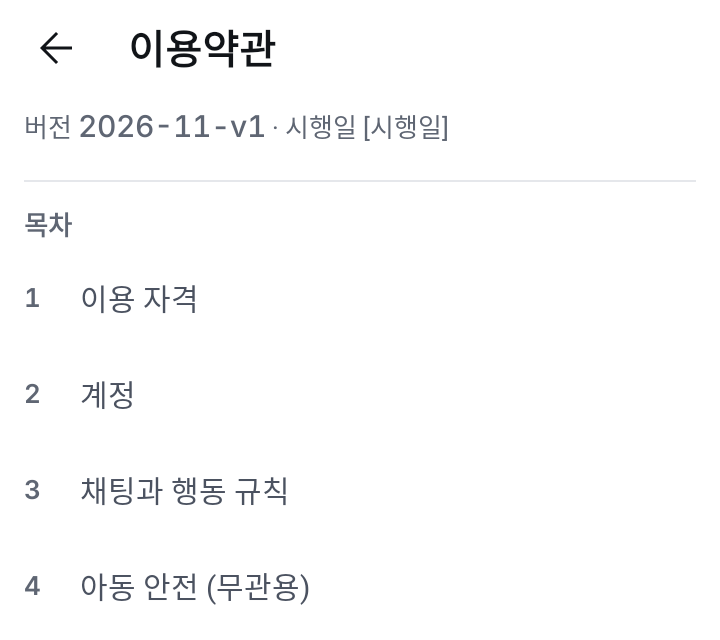 이용약관
버전 2026-11-v1 · 시행일 [시행일]
목차
1 이용 자격
2 계정
3 채팅과 행동 규칙
4 아동 안전 (무관용)